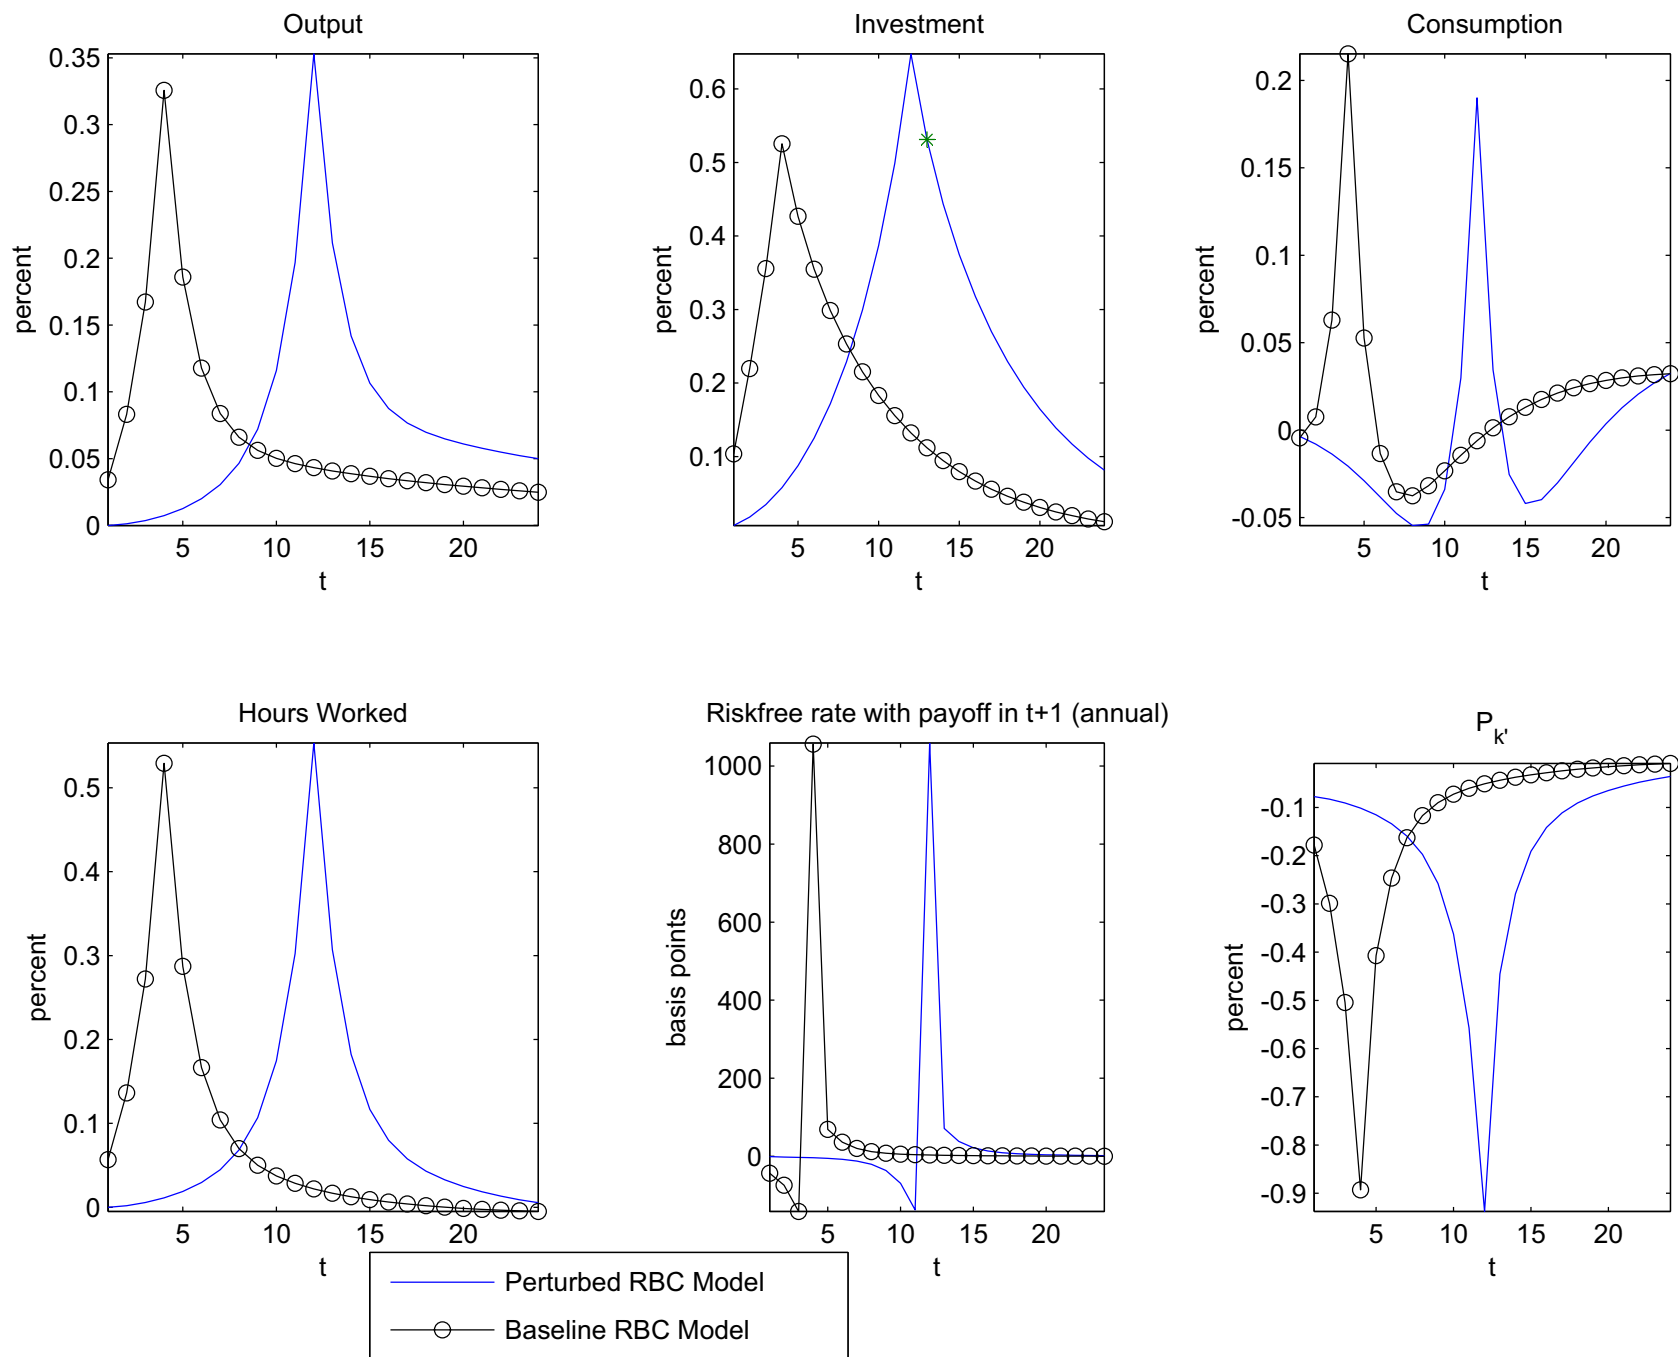 Output
0.35
0.3
0.25
0.2
0.15
0.1
0.05
0
percent
5 10 15 20
t
Investment
0.6
0.5
0.4
0.3
0.2
0.1
percent
5 10 15 20
t
Consumption
0.2
0.15
0.1
0.05
0
-0.05
percent
5 10 15 20
t
Hours Worked
0.5
0.4
0.3
0.2
0.1
0
percent
5 10 15 20
t
Riskfree rate with payoff in t+1 (annual)
1000
800
600
400
200
0
basis points
5 10 15 20
P_k'
-0.1
-0.2
-0.3
-0.4
-0.5
-0.6
-0.7
-0.8
-0.9
percent
5 10 15 20
t
Perturbed RBC Model
Baseline RBC Model